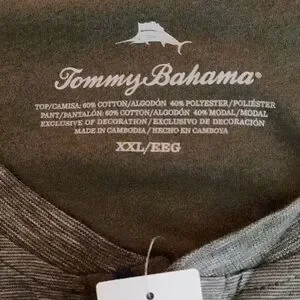 Tommy Bahama®
TOP/CAMISA: 60% COTTON/ALGODÓN 40% POLYESTER/POLIÉSTER
PANT/PANTALÓN: 60% COTTON/ALGODÓN 40% MODAL/MODAL
EXCLUSIVE OF DECORATION/EXCLUSIVO DE DECORACIÓN
MADE IN CAMBODIA/HECHO EN CAMBOYA
XXL/EEG